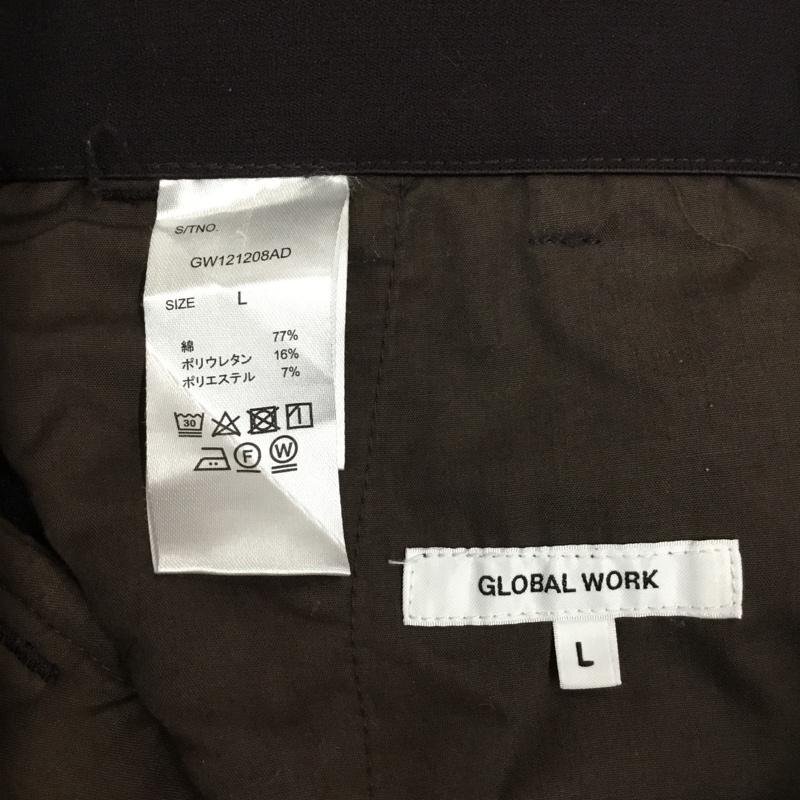 S/TNO.
GW121208AD
SIZE L
綿 77%
ポリウレタン 16%
ポリエステル 7%
30
F W
GLOBAL WORK
L